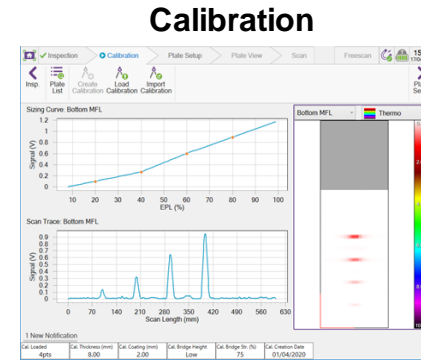 Calibration
Inspection Calibration Plate Setup Plate View Scan Freescan
Insp. Plate List Create Calibration Load Calibration Import Calibration
Sizing Curve: Bottom MFL
Signal (V)
1.2
1
0.8
0.6
0.4
0.2
0
10 20 30 40 50 60 70 80 90 100
EPL (%)
Bottom MFL Thermo
Scan Trace: Bottom MFL
Signal (V)
0.9
0.8
0.7
0.6
0.5
0.4
0.3
0.2
0.1
0
0 70 140 210 280 350 420 490 560 630
Scan Length (mm)
1 New Notification
Cal. Loaded Cal. Thickness (mm) Cal. Coating (mm) Cal. Bridge Height Cal. Bridge Str. (%) Cal. Creation Date
4pts 8.00 2.00 Low 75 01/04/2020